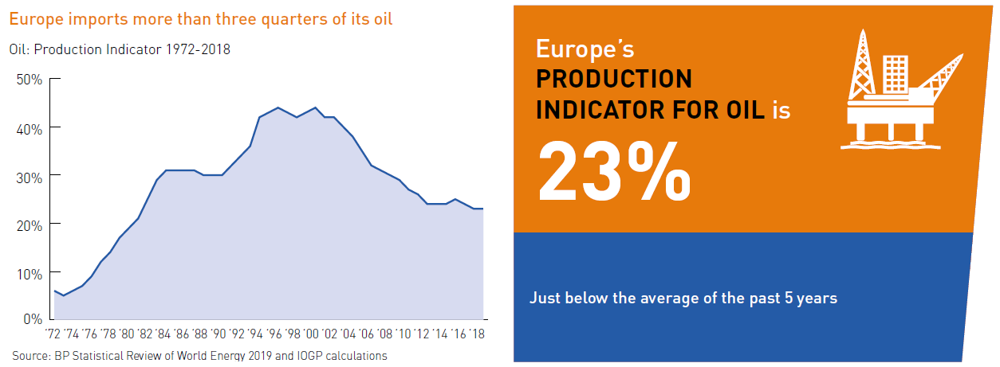 Europe imports more than three quarters of its oil
Oil: Production Indicator 1972-2018
50%
40%
30%
20%
10%
0%
'72 '74 '76 '78 '80 '82 '84 '86 '88 '90 '92 '94 '96 '98 '00 '02 '04 '06 '08 '10 '12 '14 '16 '18
Source: BP Statistical Review of World Energy 2019 and IOGP calculations
Europe's
PRODUCTION
INDICATOR FOR OIL is
23%
Just below the average of the past 5 years